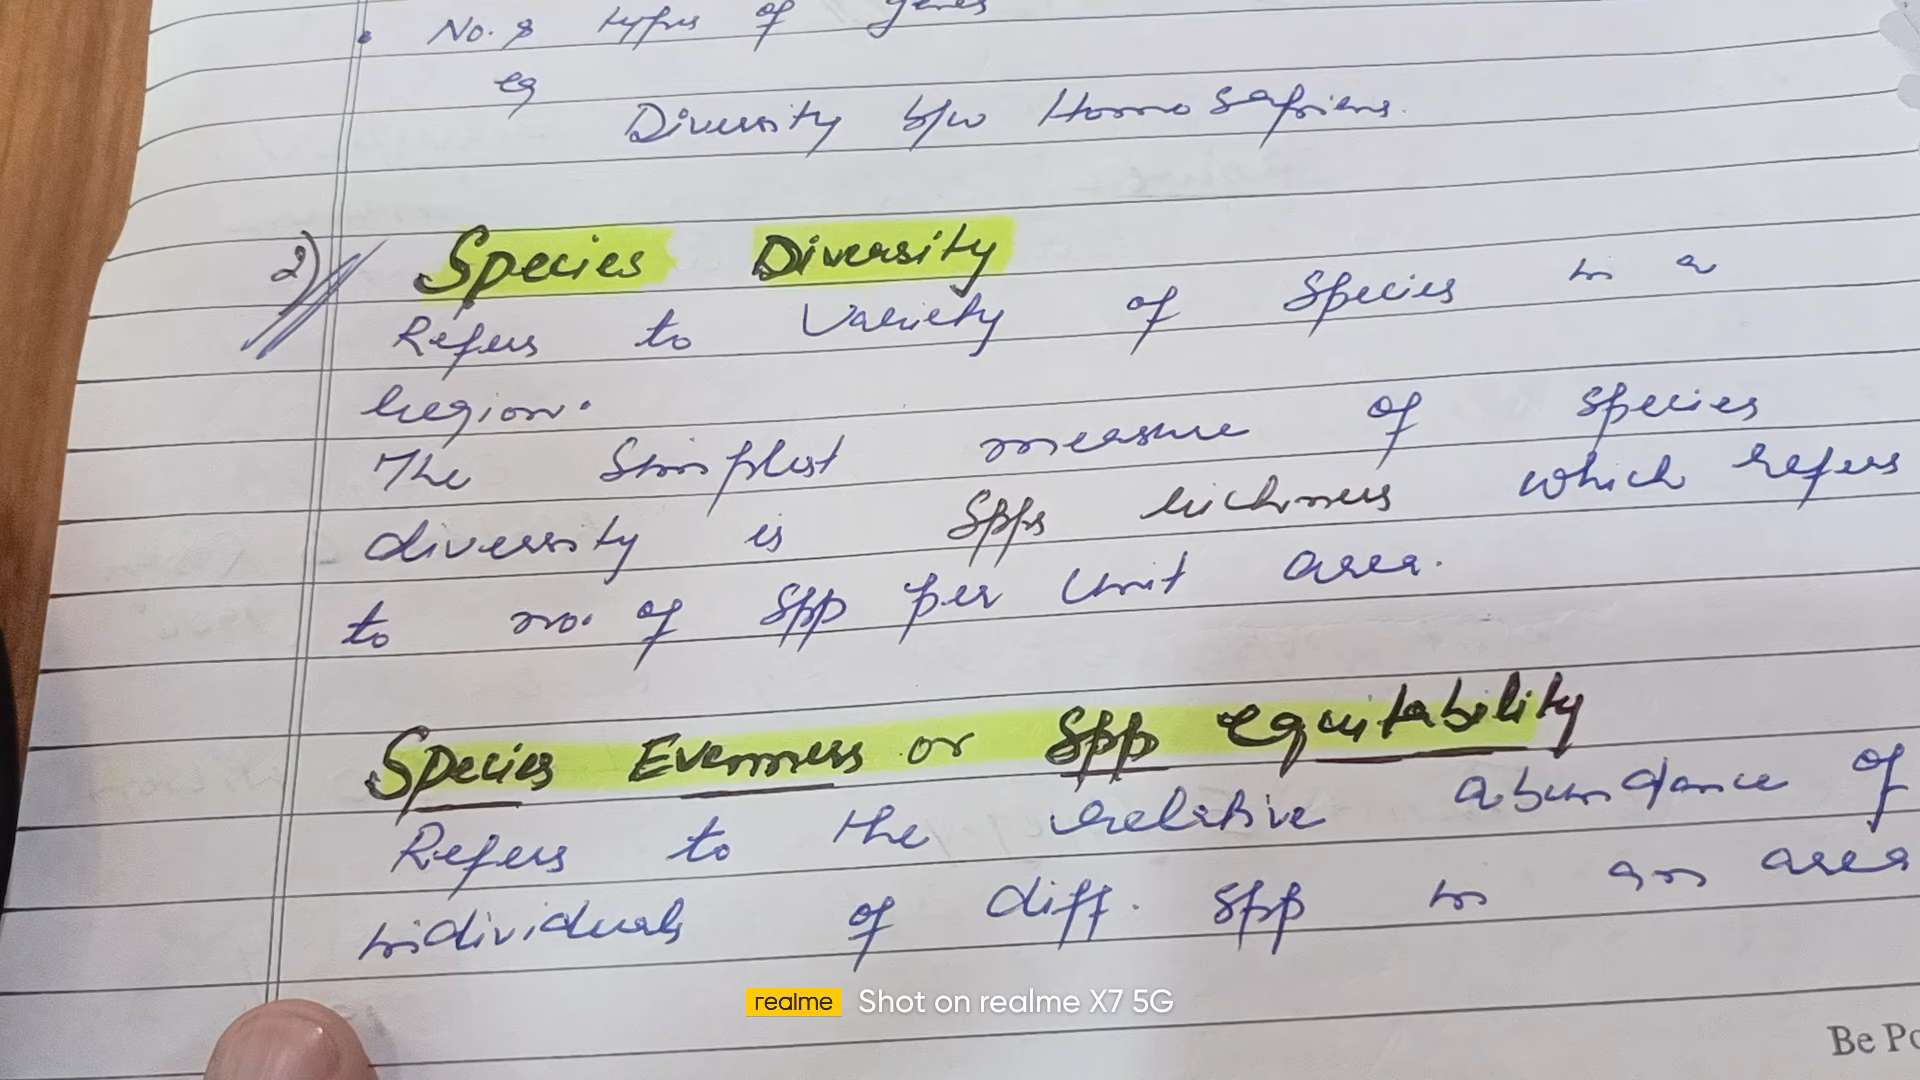 • No. & types of genes
eg
Diversity b/w Homo sapiens.
2) Species Diversity
Refers to Variety of Species in a
region.
The Simplest measure of species
diversity is Spps richness which refers
to no. of Spp per Unit area.
Species Evenness or Spp equitability
Refers to the relative abundance of
individuals of diff. spp in an area
realme Shot on realme X7 5G
Be Po